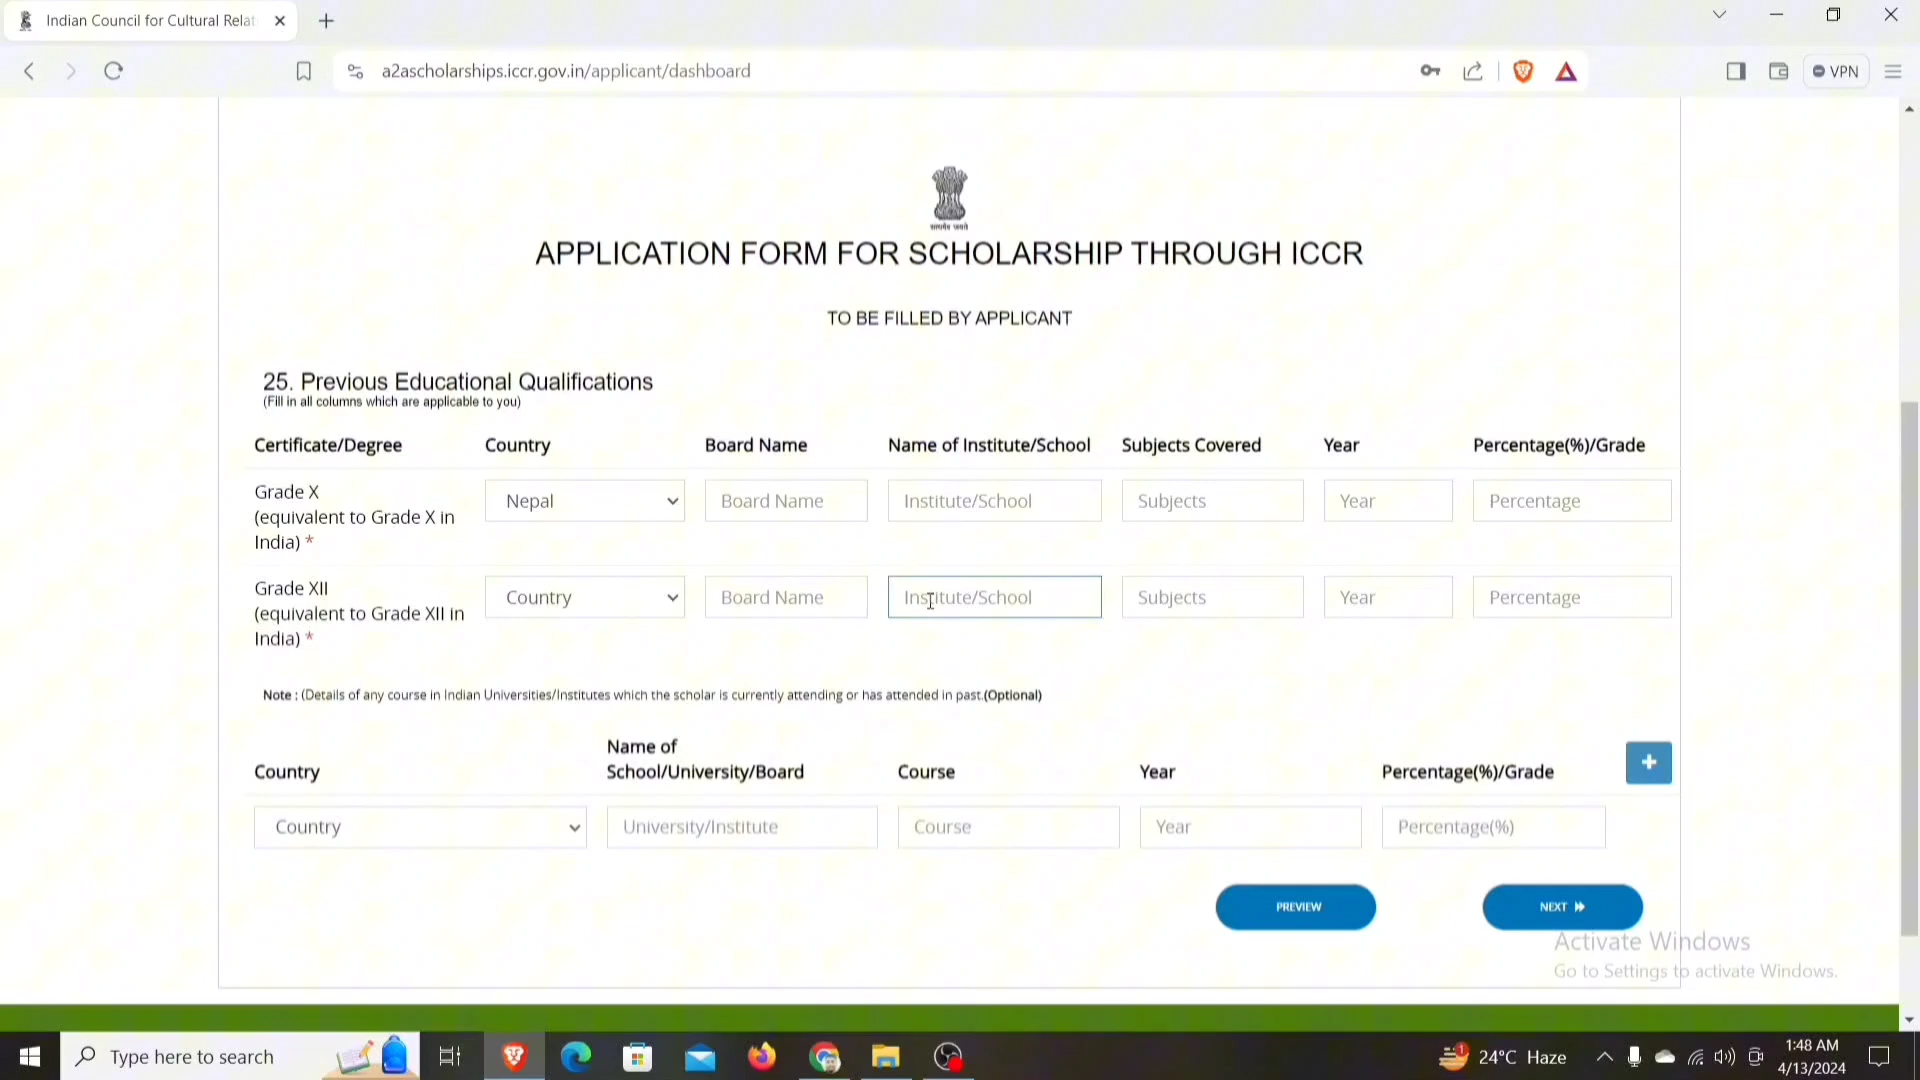 Indian Council for Cultural Relat
a2ascholarships.iccr.gov.in/applicant/dashboard
VPN
सत्यमेव जयते
APPLICATION FORM FOR SCHOLARSHIP THROUGH ICCR
TO BE FILLED BY APPLICANT
25. Previous Educational Qualifications
(Fill in all columns which are applicable to you)
Certificate/Degree Country Board Name Name of Institute/School Subjects Covered Year Percentage(%)/Grade
Grade X
(equivalent to Grade X in
India) *
Nepal Board Name Institute/School Subjects Year Percentage
Grade XII
(equivalent to Grade XII in
India) *
Country Board Name Institute/School Subjects Year Percentage
Note : (Details of any course in Indian Universities/Institutes which the scholar is currently attending or has attended in past.(Optional)
Country
Name of
School/University/Board
Course Year Percentage(%)/Grade
+
Country University/Institute Course Year Percentage(%)
PREVIEW NEXT
Activate Windows
Go to Settings to activate Windows.
Type here to search
1
24°C Haze
1:48 AM
4/13/2024